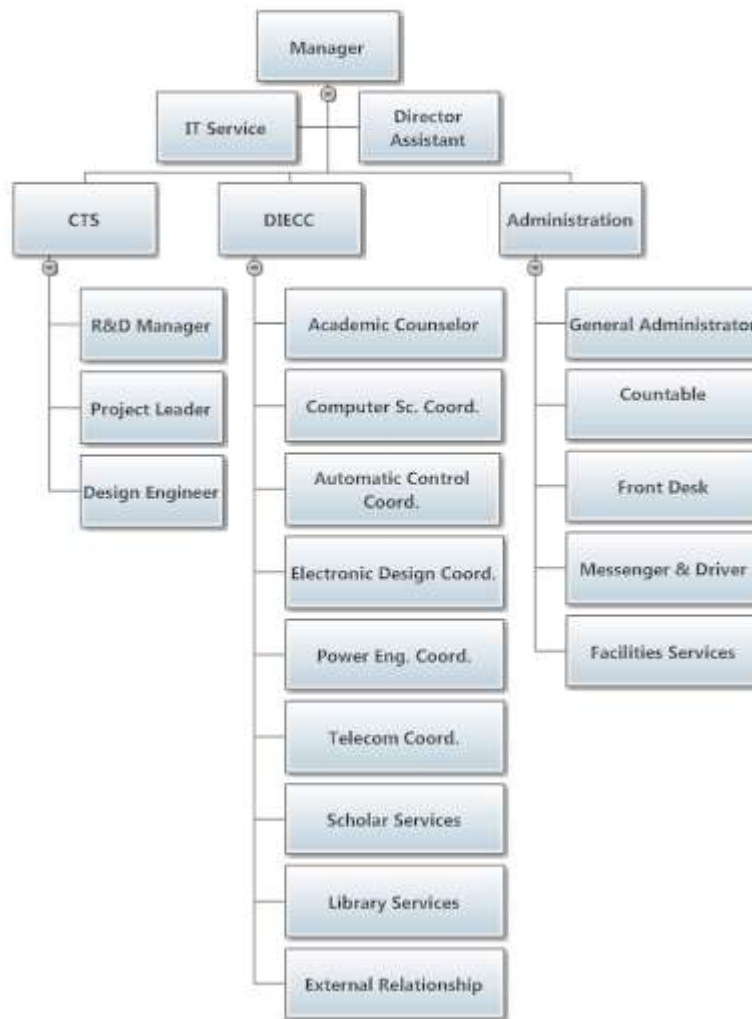 Manager
IT Service
Director
Assistant
CTS
DIECC
Administration
R&D Manager
Project Leader
Design Engineer
Academic Counselor
Computer Sc. Coord.
Automatic Control
Coord.
Electronic Design Coord.
Power Eng. Coord.
Telecom Coord.
Scholar Services
Library Services
External Relationship
General Administrator
Countable
Front Desk
Messenger & Driver
Facilities Services